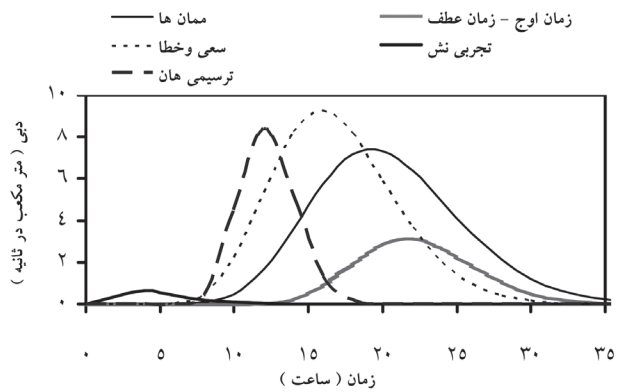 ممان ها
زمان اوج - زمان عطف
سعی وخطا
تجربی نش
ترسیمی هان
دبی ( متر مکعب در ثانیه )
۱۰
۸
۶
۴
۲
۰
۰ ۵ ۱۰ ۱۵ ۲۰ ۲۵ ۳۰ ۳۵
زمان ( ساعت )